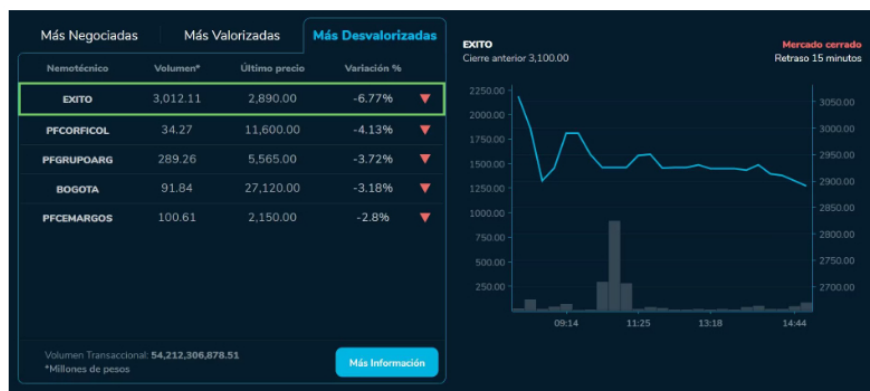 Más Negociadas Más Valorizadas Más Desvalorizadas
Nemotécnico Volumen* Último precio Variación %
EXITO 3,012.11 2,890.00 -6.77% ▼
PFCORFICOL 34.27 11,600.00 -4.13% ▼
PFGRUPOARG 289.26 5,565.00 -3.72% ▼
BOGOTA 91.84 27,120.00 -3.18% ▼
PFCEMARGOS 100.61 2,150.00 -2.8% ▼
Volumen Transaccional: 54,212,306,878.51
*Millones de pesos
Más Información
EXITO Mercado cerrado
Cierre anterior 3,100.00 Retraso 15 minutos
2250.00
2000.00
1750.00
1500.00
1250.00
1000.00
750.00
500.00
250.00
3050.00
3000.00
2950.00
2900.00
2850.00
2800.00
2750.00
2700.00
09:14 11:25 13:18 14:44